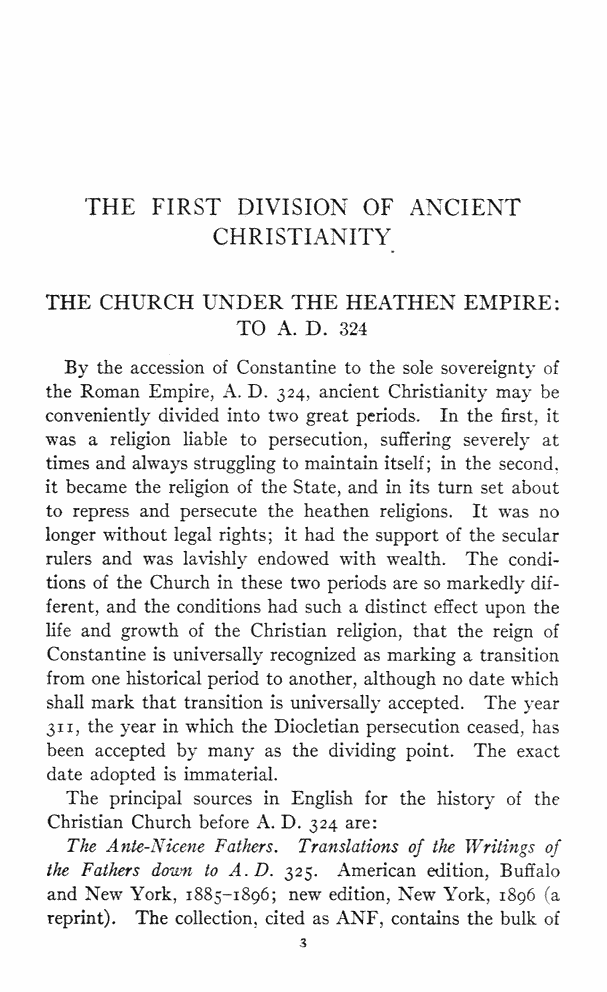 THE FIRST DIVISION OF ANCIENT
CHRISTIANITY
THE CHURCH UNDER THE HEATHEN EMPIRE:
TO A. D. 324
By the accession of Constantine to the sole sovereignty of
the Roman Empire, A. D. 324, ancient Christianity may be
conveniently divided into two great periods. In the first, it
was a religion liable to persecution, suffering severely at
times and always struggling to maintain itself; in the second,
it became the religion of the State, and in its turn set about
to repress and persecute the heathen religions. It was no
longer without legal rights; it had the support of the secular
rulers and was lavishly endowed with wealth. The condi-
tions of the Church in these two periods are so markedly dif-
ferent, and the conditions had such a distinct effect upon the
life and growth of the Christian religion, that the reign of
Constantine is universally recognized as marking a transition
from one historical period to another, although no date which
shall mark that transition is universally accepted. The year
311, the year in which the Diocletian persecution ceased, has
been accepted by many as the dividing point. The exact
date adopted is immaterial.
The principal sources in English for the history of the
Christian Church before A. D. 324 are:
The Ante-Nicene Fathers. Translations of the Writings of
the Fathers down to A. D. 325. American edition, Buffalo
and New York, 1885–1896; new edition, New York, 1896 (a
reprint). The collection, cited as ANF, contains the bulk of
3